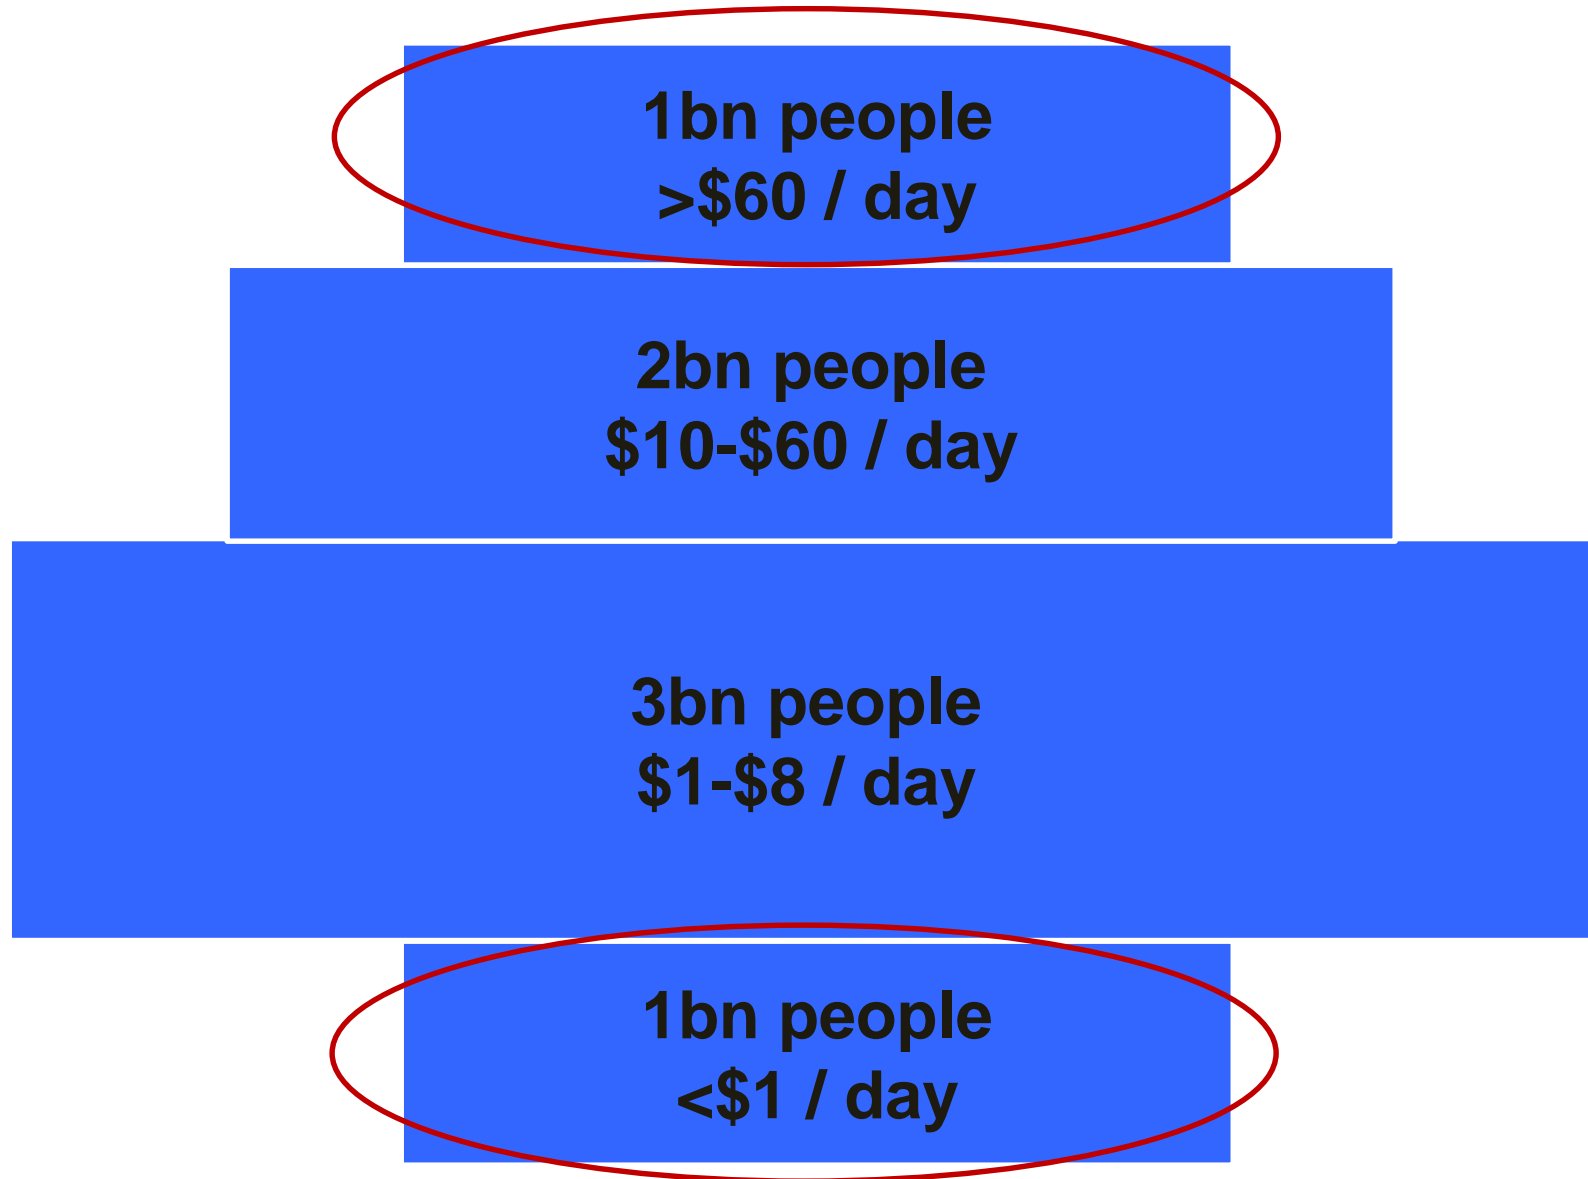 1bn people
>$60 / day
2bn people
$10-$60 / day
3bn people
$1-$8 / day
1bn people
<$1 / day